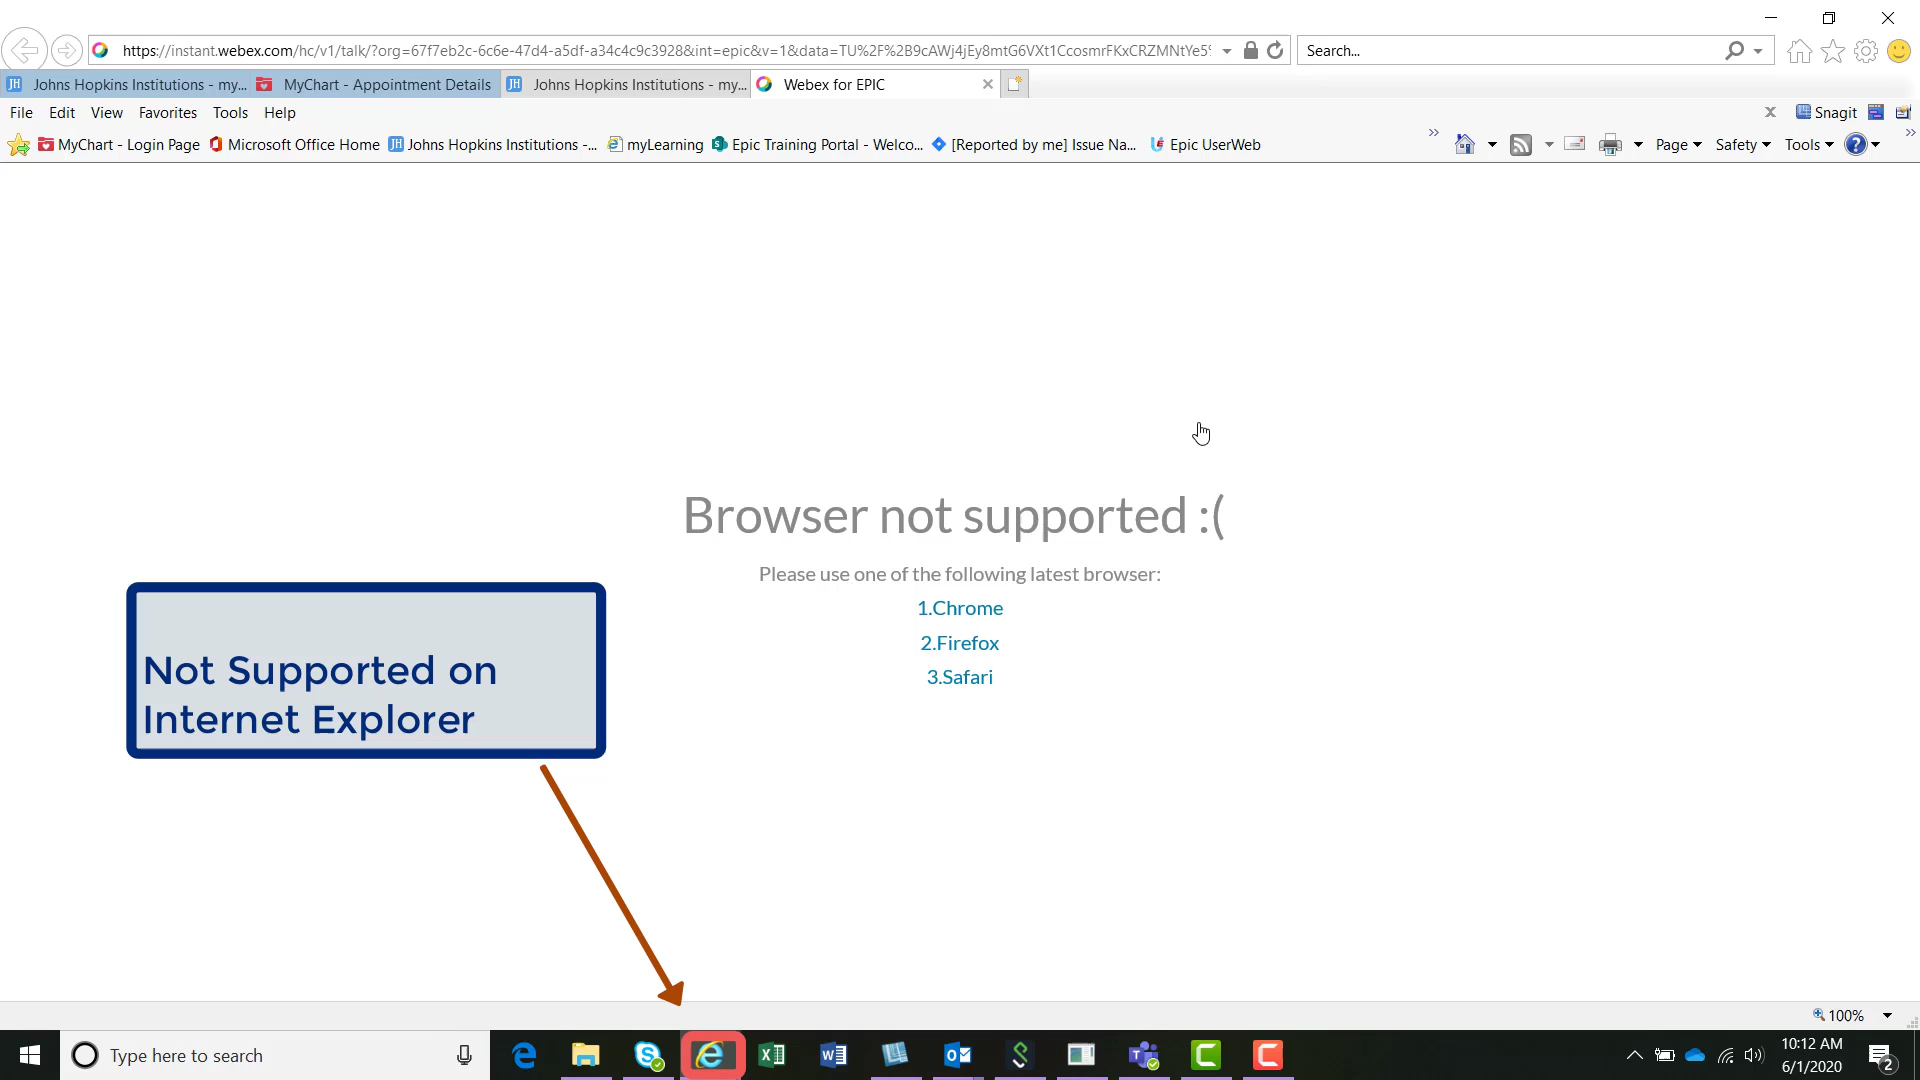 https://instant.webex.com/hc/v1/talk/?org=67f7eb2c-6c6e-47d4-a5df-a34c4c9c3928&int=epic&v=1&data=TU%2F%2B9cAWj4jEy8mtG6VXt1CcosmrFKxCRZMNtYe5%
Search...
Johns Hopkins Institutions - my...
MyChart - Appointment Details
Johns Hopkins Institutions - my...
Webex for EPIC
File Edit View Favorites Tools Help
Snagit
MyChart - Login Page
Microsoft Office Home
Johns Hopkins Institutions -...
myLearning
Epic Training Portal - Welco...
[Reported by me] Issue Na...
Epic UserWeb
Page
Safety
Tools
Browser not supported :(
Please use one of the following latest browser:
1.Chrome
2.Firefox
3.Safari
Not Supported on
Internet Explorer
100%
Type here to search
10:12 AM
6/1/2020
2